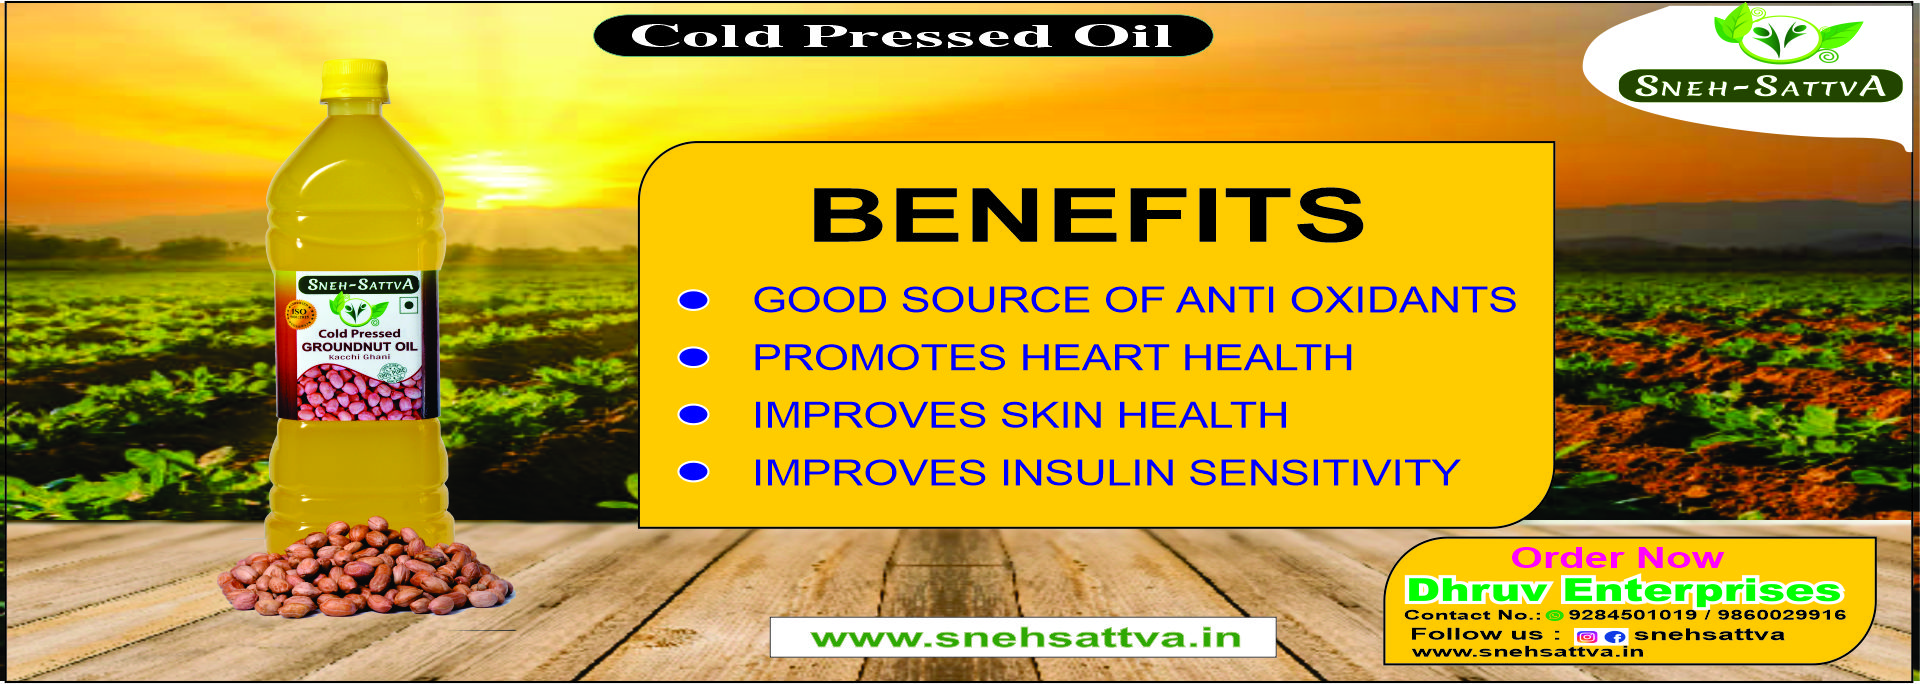 Cold Pressed Oil
SNEH-SATTVA
BENEFITS
GOOD SOURCE OF ANTI OXIDANTS
PROMOTES HEART HEALTH
IMPROVES SKIN HEALTH
IMPROVES INSULIN SENSITIVITY
SNEH-SATTVA
ISO
Cold Pressed
GROUNDNUT OIL
Kacchi Ghani
www.snehsattva.in
Order Now
Dhruv Enterprises
Contact No.: 9284501019 / 9860029916
Follow us : snehsattva
www.snehsattva.in